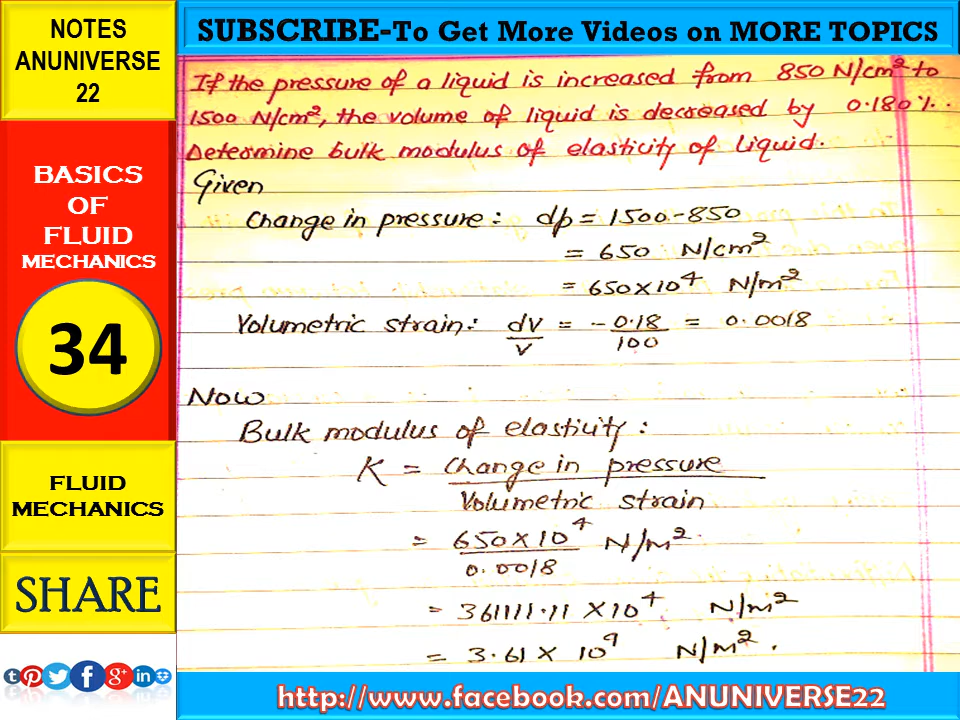 NOTES
ANUNIVERSE
22
SUBSCRIBE-To Get More Videos on MORE TOPICS
BASICS
OF
FLUID
MECHANICS
34
FLUID
MECHANICS
SHARE
If the pressure of a liquid is increased from 850 N/cm² to
1500 N/cm², the volume of liquid is decreased by 0.180%.
Determine bulk modulus of elasticity of liquid.
Given
Change in pressure: dp = 1500-850
= 650 N/cm²
= 650×10⁴ N/m²
Volumetric strain: dv/v = -0.18/100 = 0.0018
Now
Bulk modulus of elasticity:
K = Change in pressure/Volumetric strain
= 650×10⁴/0.0018 N/m².
= 361111.11 ×10⁴ N/m²
= 3.61 × 10⁹ N/m².
http://www.facebook.com/ANUNIVERSE22